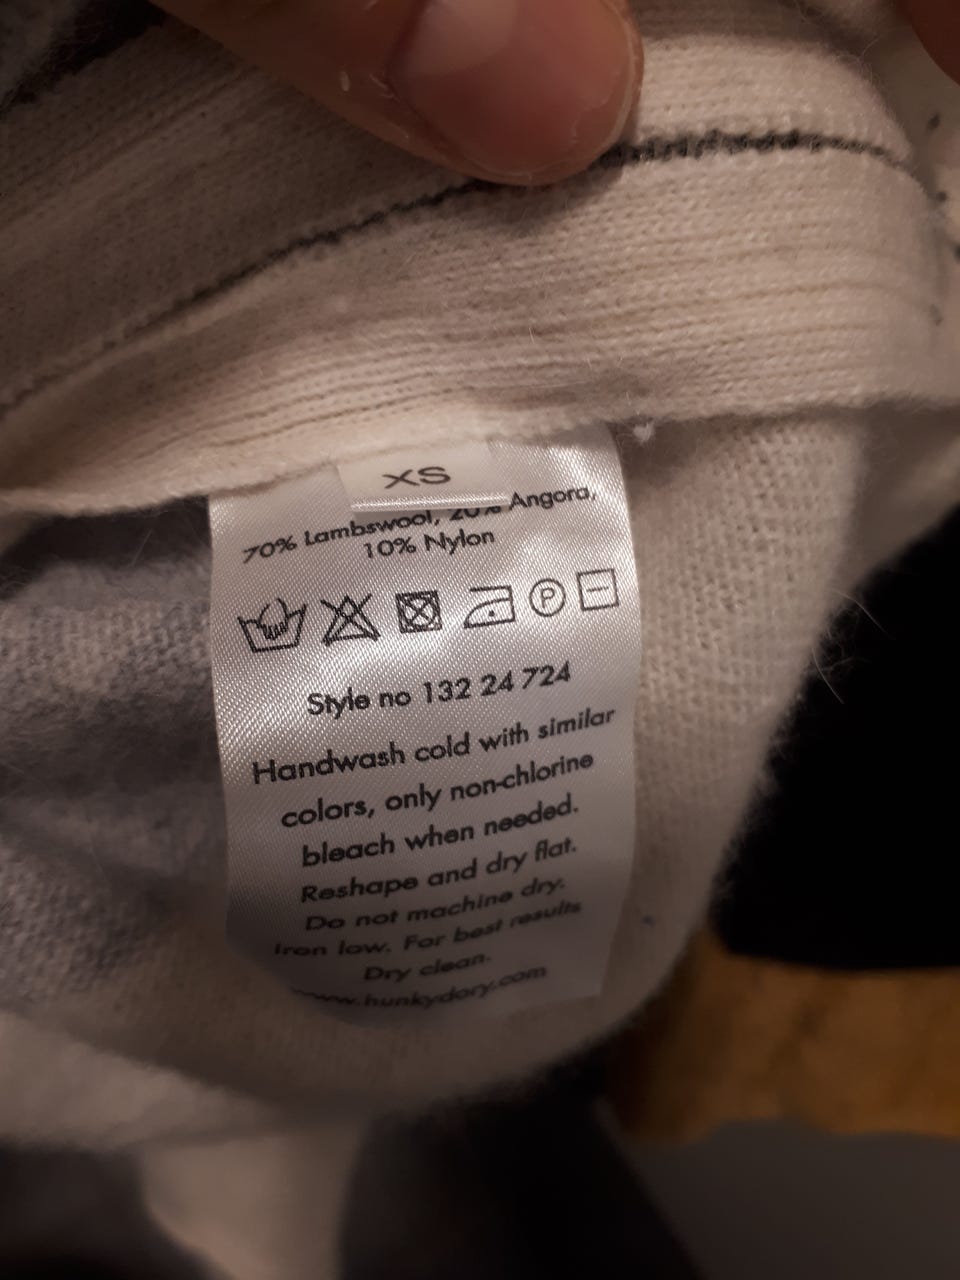 XS
70% Lambswool, 20% Angora,
10% Nylon
P
Style no 132 24 724
Handwash cold with similar
colors, only non-chlorine
bleach when needed.
Reshape and dry flat.
Do not machine dry.
Iron low. For best results
Dry clean.
www.hunkydory.com